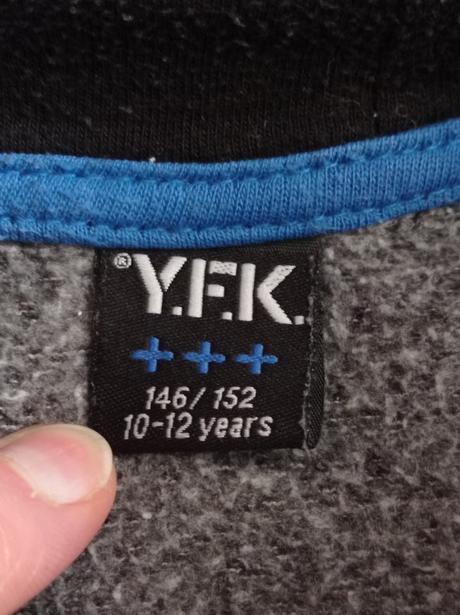 ® Y.F.K.
+++
146/152
10-12 years